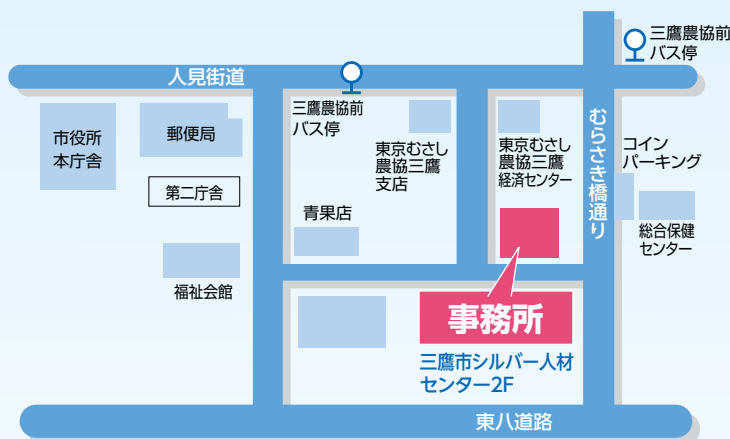 三鷹農協前
バス停
人見街道
三鷹農協前
バス停
市役所
本庁舎
郵便局
第二庁舎
福祉会館
青果店
東京むさし
農協三鷹
支店
東京むさし
農協三鷹
経済センター
むらさき橋通り
コイン
パーキング
総合保健
センター
事務所
三鷹市シルバー人材
センター2F
東八道路